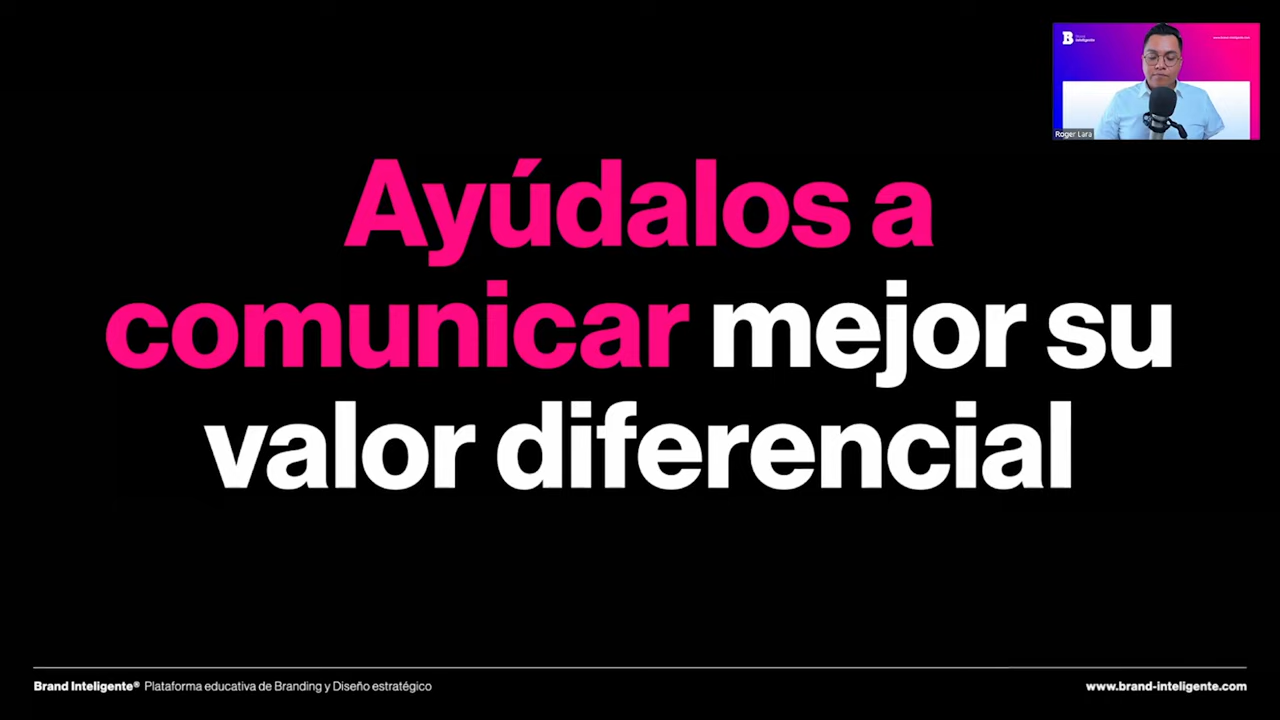 Ayúdalos a
comunicar mejor su
valor diferencial
Roger Lara
Brand Inteligente® Plataforma educativa de Branding y Diseño estratégico
www.brand-inteligente.com